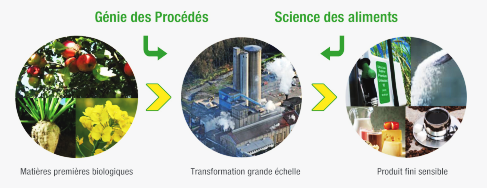 Génie des Procédés
Science des aliments
Matières premières biologiques
Transformation grande échelle
Produit fini sensible